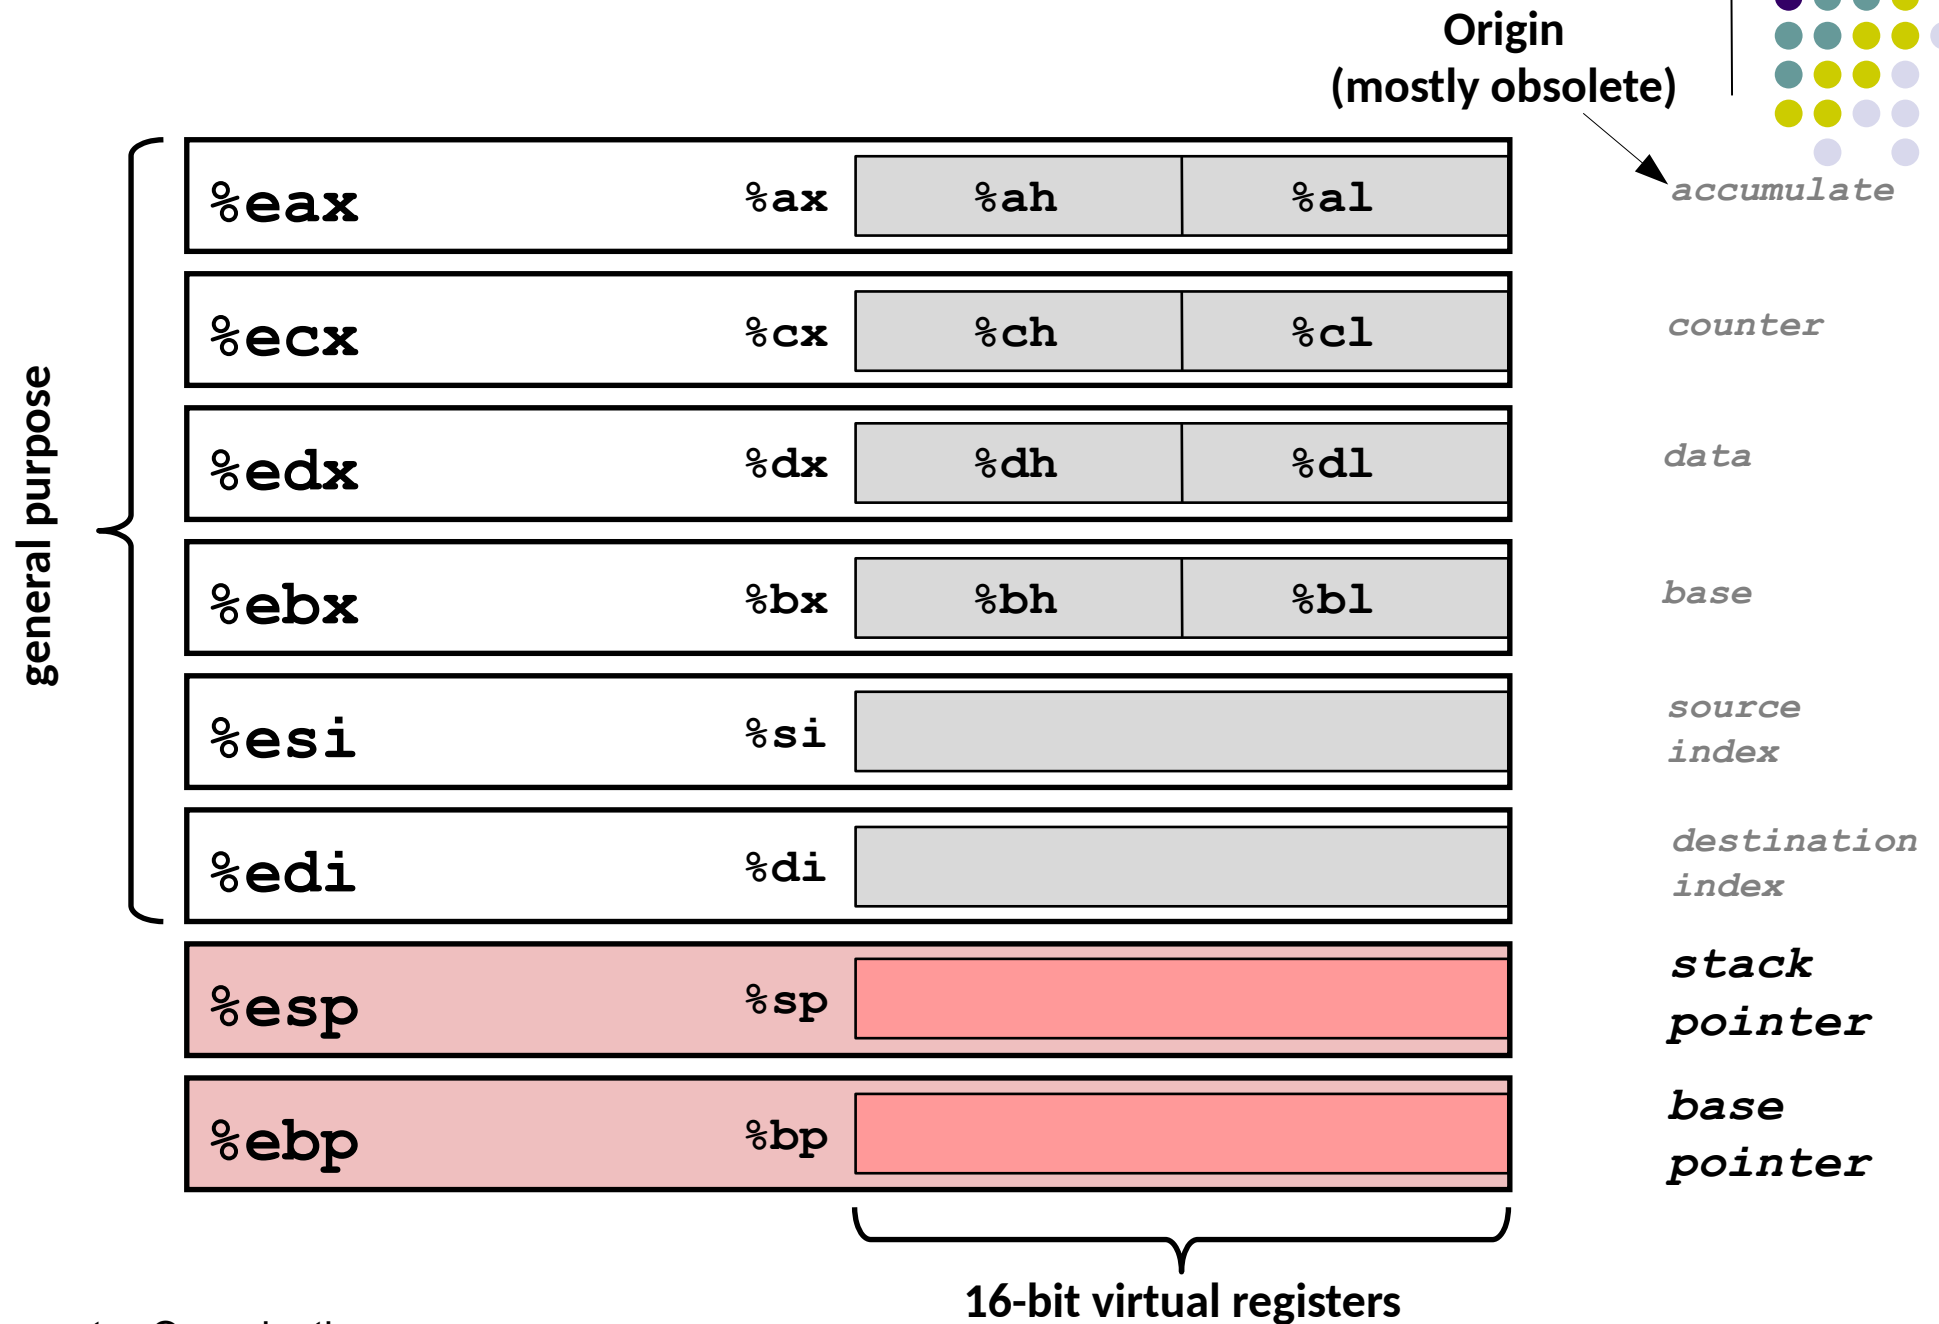 Origin
(mostly obsolete)
general purpose
%eax %ax %ah %al accumulate
%ecx %cx %ch %cl counter
%edx %dx %dh %dl data
%ebx %bx %bh %bl base
%esi %si source
index
%edi %di destination
index
%esp %sp stack
pointer
%ebp %bp base
pointer
16-bit virtual registers